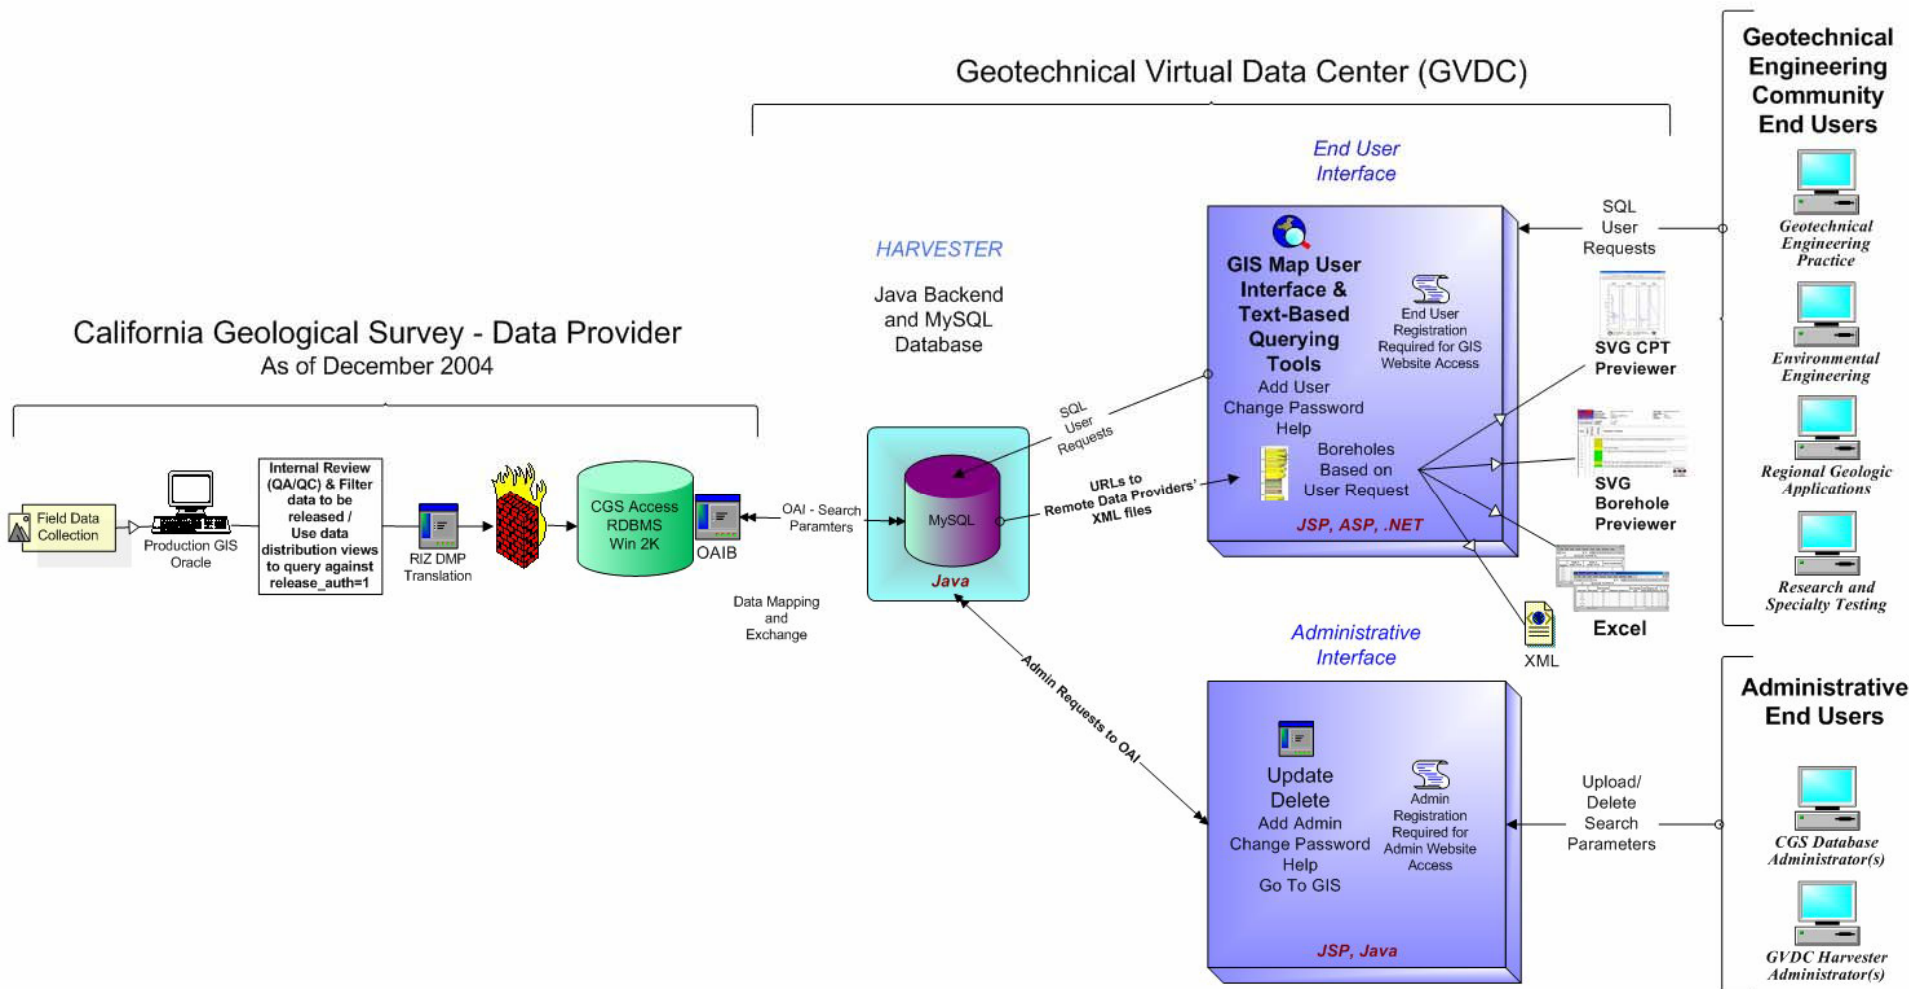 Geotechnical Virtual Data Center (GVDC)
California Geological Survey - Data Provider
As of December 2004
Field Data
Collection
Production GIS
Oracle
Internal Review
(QA/QC) & Filter
data to be
released /
Use data
distribution views
to query against
release_auth=1
RIZ DMP
Translation
CGS Access
RDBMS
Win 2K
OAIB
OAI - Search
Paramters
Data Mapping
and
Exchange
HARVESTER
Java Backend
and MySQL
Database
MySQL
Java
SQL
User
Requests
URLs to
Remote Data Providers'
XML files
Admin Requests to OAI
End User
Interface
GIS Map User
Interface &
Text-Based
Querying
Tools
Add User
Change Password
Help
End User
Registration
Required for GIS
Website Access
Boreholes
Based on
User Request
JSP, ASP, .NET
SQL
User
Requests
SVG CPT
Previewer
SVG
Borehole
Previewer
Excel
XML
Administrative
Interface
Update
Delete
Add Admin
Change Password
Help
Go To GIS
Admin
Registration
Required for
Admin Website
Access
JSP, Java
Upload/
Delete
Search
Parameters
Geotechnical
Engineering
Community
End Users
Geotechnical
Engineering
Practice
Environmental
Engineering
Regional Geologic
Applications
Research and
Specialty Testing
Administrative
End Users
CGS Database
Administrator(s)
GVDC Harvester
Administrator(s)